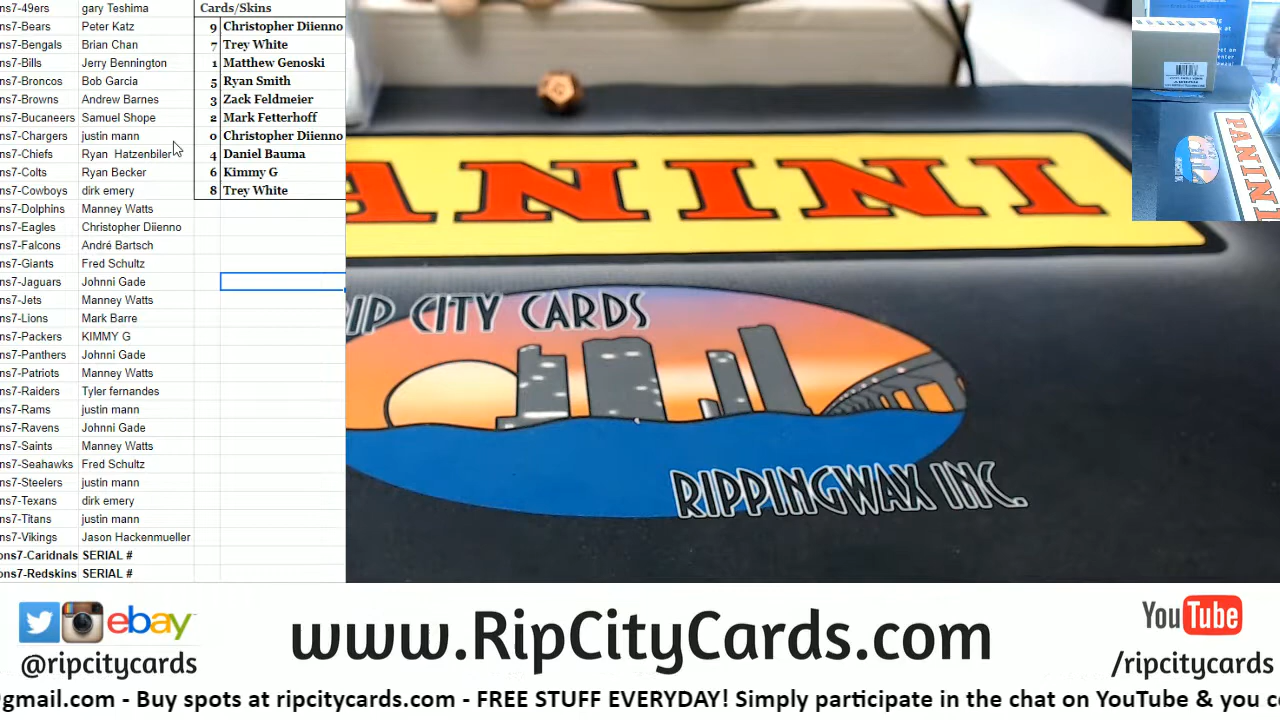 ns7-49ers gary Teshima Cards/Skins
ns7-Bears Peter Katz 9 Christopher Diienno
ns7-Bengals Brian Chan 7 Trey White
ns7-Bills Jerry Bennington 1 Matthew Genoski
ns7-Broncos Bob Garcia 5 Ryan Smith
ns7-Browns Andrew Barnes 3 Zack Feldmeier
ns7-Bucaneers Samuel Shope 2 Mark Fetterhoff
ns7-Chargers justin mann 0 Christopher Diienno
ns7-Chiefs Ryan Hatzenbiler 4 Daniel Bauma
ns7-Colts Ryan Becker 6 Kimmy G
ns7-Cowboys dirk emery 8 Trey White
ns7-Dolphins Manney Watts
ns7-Eagles Christopher Diienno
ns7-Falcons André Bartsch
ns7-Giants Fred Schultz
ns7-Jaguars Johnni Gade
ns7-Jets Manney Watts
ns7-Lions Mark Barre
ns7-Packers KIMMY G
ns7-Panthers Johnni Gade
ns7-Patriots Manney Watts
ns7-Raiders Tyler fernandes
ns7-Rams justin mann
ns7-Ravens Johnni Gade
ns7-Saints Manney Watts
ns7-Seahawks Fred Schultz
ns7-Steelers justin mann
ns7-Texans dirk emery
ns7-Titans justin mann
ns7-Vikings Jason Hackenmueller
ons7-Caridnals SERIAL #
ons7-Redskins SERIAL #
ANINI
RIP CITY CARDS
RIPPINGWAX INC.
PANINI
ebay
@ripcitycards
www.RipCityCards.com
YouTube
/ripcitycards
@gmail.com - Buy spots at ripcitycards.com - FREE STUFF EVERYDAY! Simply participate in the chat on YouTube & you c